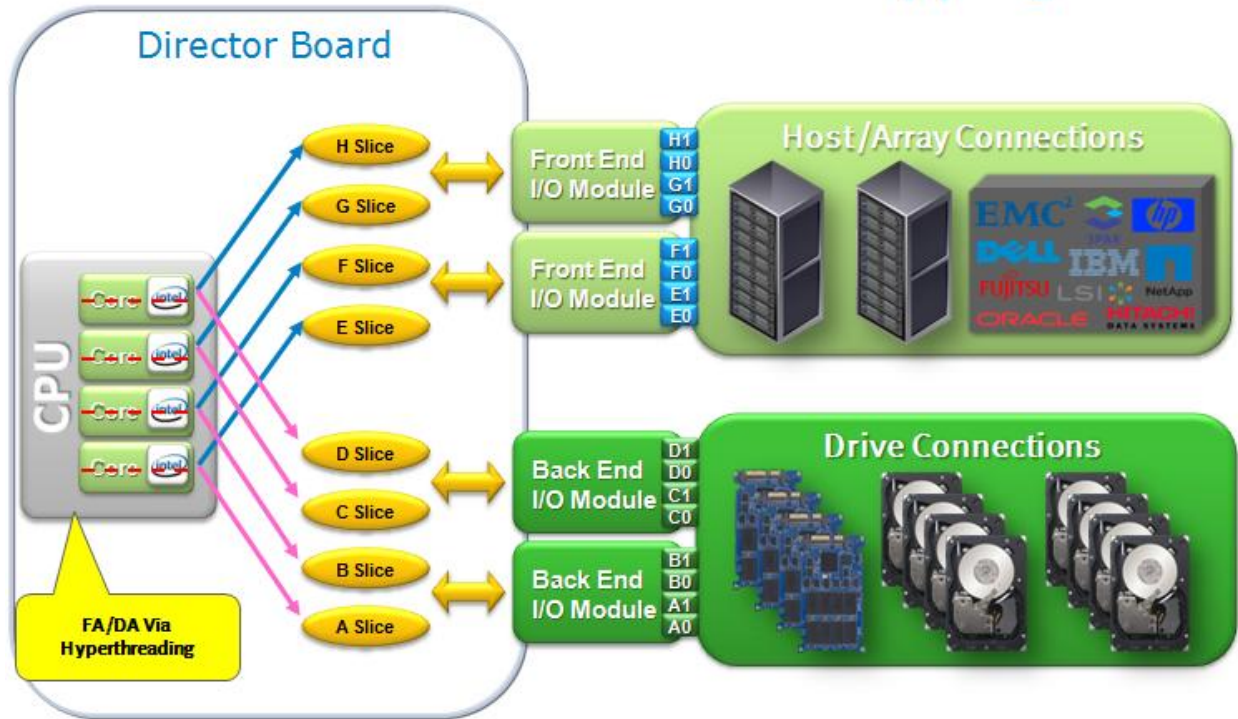 Director Board
H Slice
G Slice
F Slice
E Slice
D Slice
C Slice
B Slice
A Slice
CPU
Core intel
Core intel
Core intel
Core intel
FA/DA Via
Hyperthreading
Front End
I/O Module
H1
H0
G1
G0
Front End
I/O Module
F1
F0
E1
E0
Back End
I/O Module
D1
D0
C1
C0
Back End
I/O Module
B1
B0
A1
A0
Host/Array Connections
EMC²
3PAR
hp
DELL
IBM
NetApp
FUJITSU
LSI
ORACLE
HITACHI
DATA SYSTEMS
Drive Connections